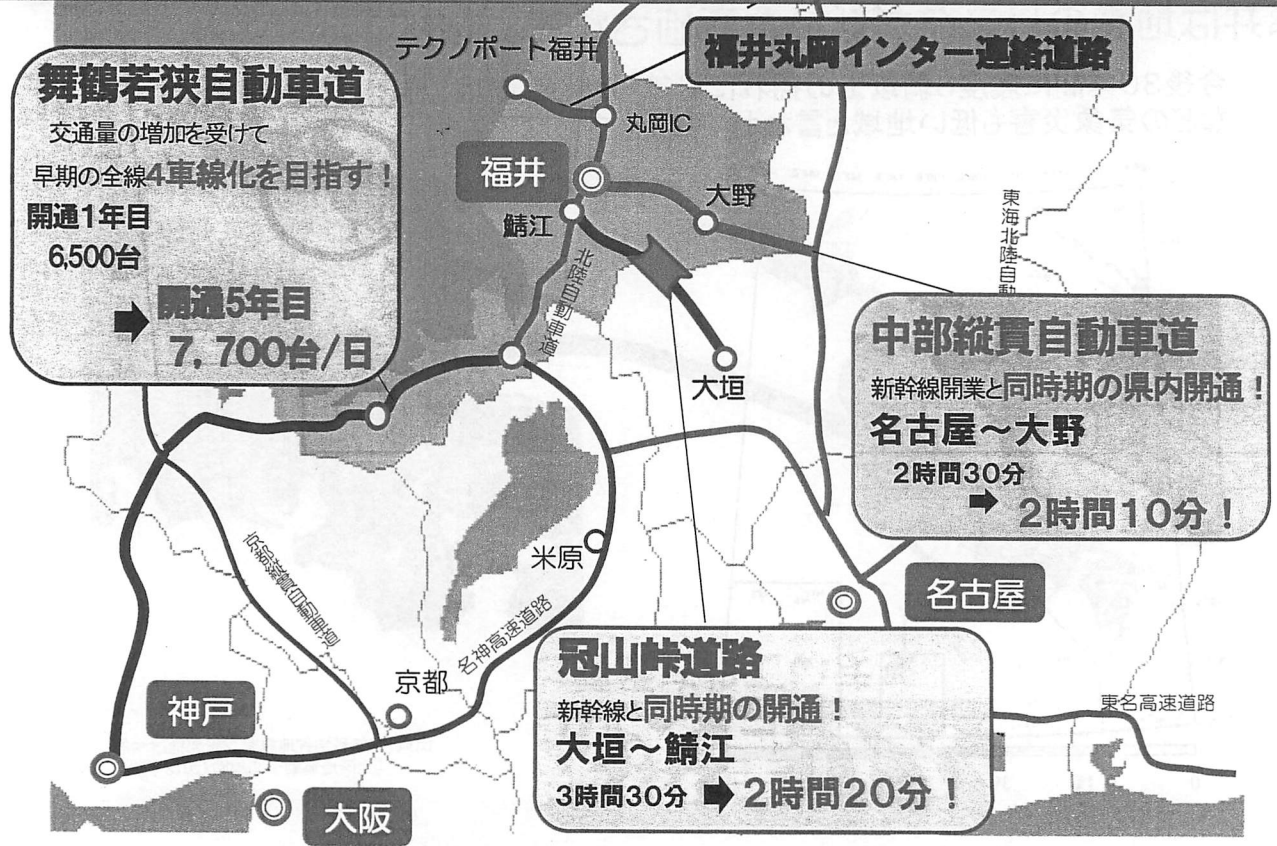 テクノポート福井
福井丸岡インター連絡道路
舞鶴若狭自動車道
交通量の増加を受けて
早期の全線4車線化を目指す!
開通1年目
6,500台
➡ 開通5年目
7,700台/日
丸岡IC
福井
大野
鯖江
北陸自動車道
東海北陸自動
大垣
中部縦貫自動車道
新幹線開業と同時期の県内開通!
名古屋～大野
2時間30分
➡ 2時間10分!
米原
京都縦貫自動車道
名神高速道路
名古屋
京都
神戸
大阪
冠山峠道路
新幹線と同時期の開通!
大垣～鯖江
3時間30分 ➡ 2時間20分!
東名高速道路